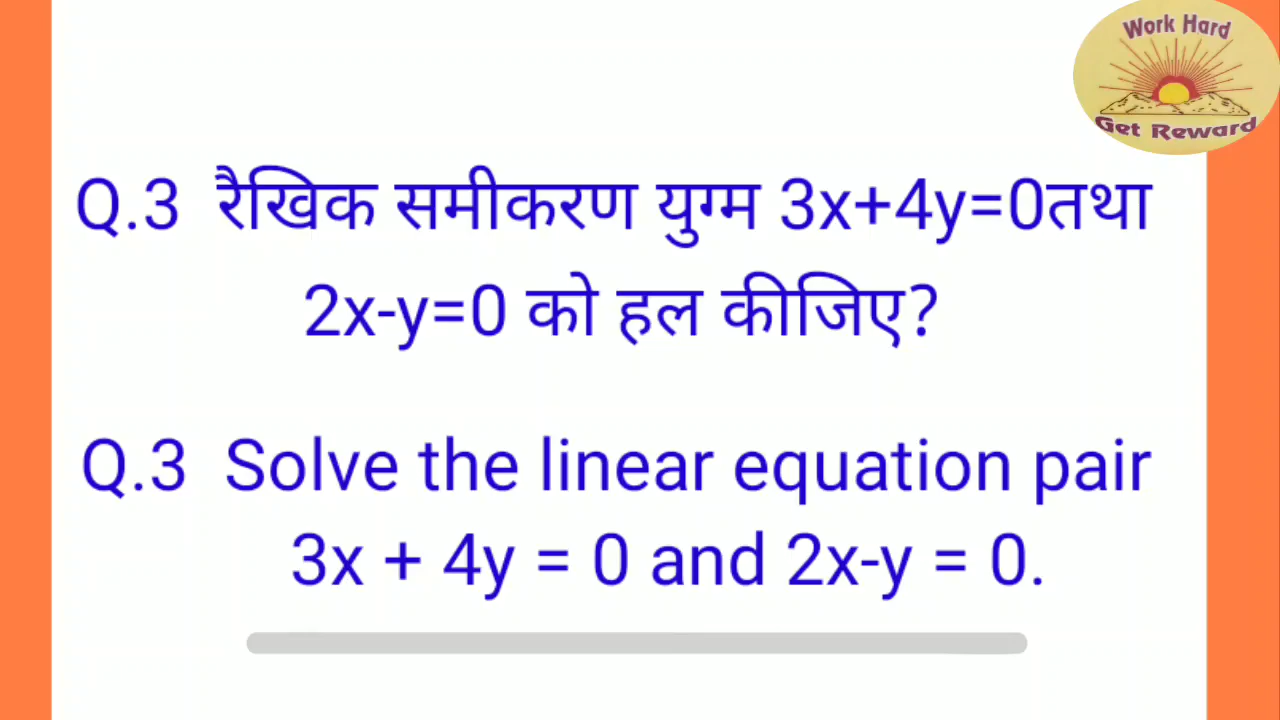 Work Hard
Get Reward
Q.3 रैखिक समीकरण युग्म 3x+4y=0तथा
2x-y=0 को हल कीजिए?
Q.3 Solve the linear equation pair
3x + 4y = 0 and 2x-y = 0.